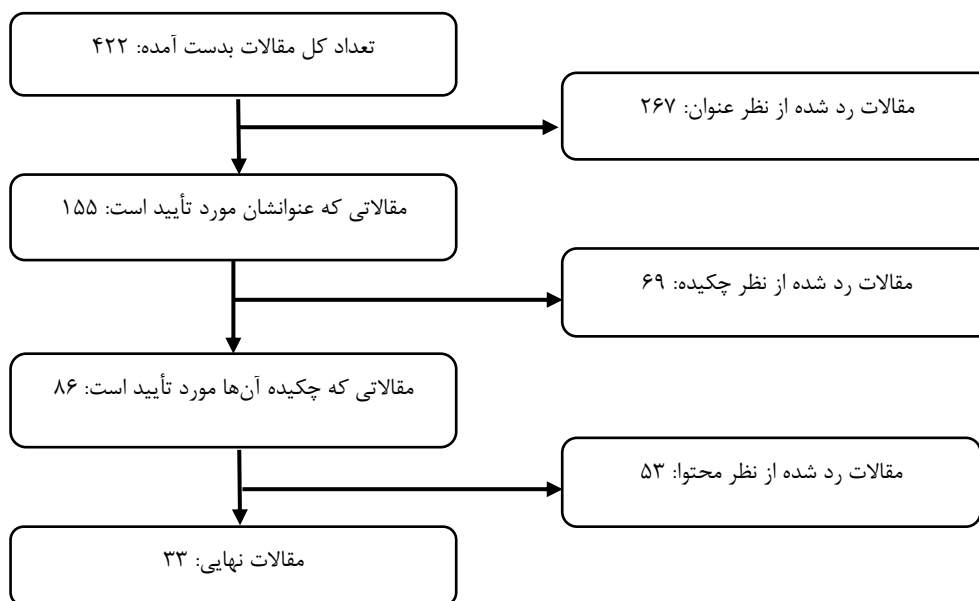 تعداد کل مقالات بدست آمده: ۴۲۲
مقالات رد شده از نظر عنوان: ۲۶۷
مقالاتی که عنوانشان مورد تأیید است: ۱۵۵
مقالات رد شده از نظر چکیده: ۶۹
مقالاتی که چکیده آن‌ها مورد تأیید است: ۸۶
مقالات رد شده از نظر محتوا: ۵۳
مقالات نهایی: ۳۳